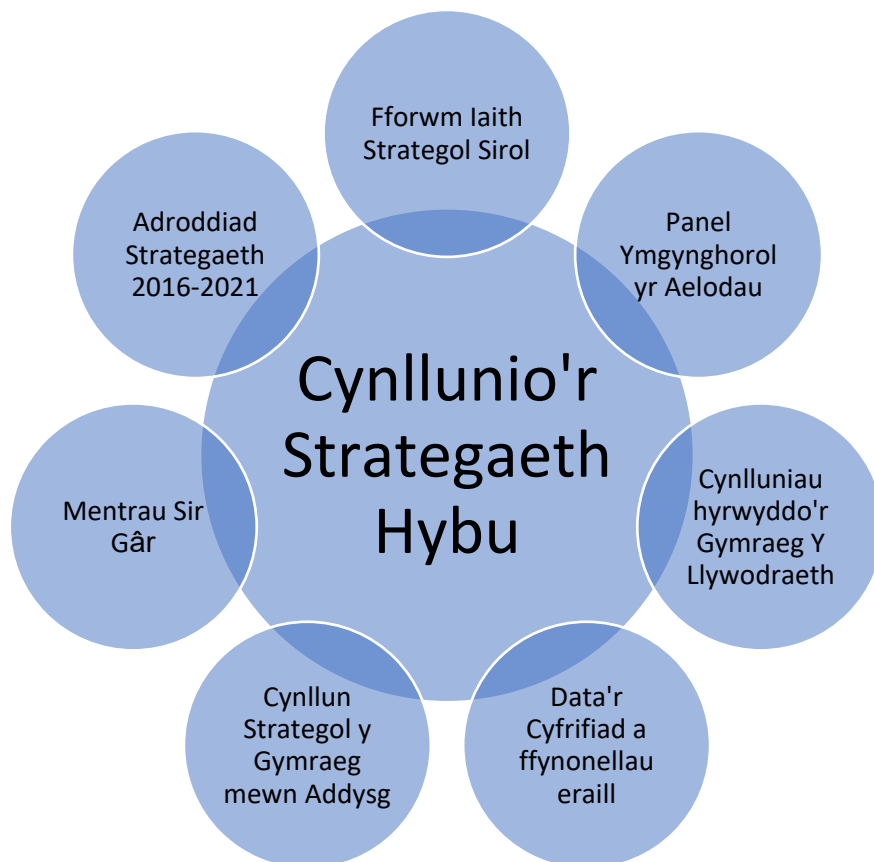 Fforwm Iaith
Strategol Sirol
Panel
Ymgynghorol
yr Aelodau
Cynlluniau
hyrwyddo'r
Gymraeg Y
Llywodraeth
Data'r
Cyfrifiad a
ffynonellau
eraill
Cynllun
Strategol y
Gymraeg
mewn Addysg
Mentrau Sir
Gâr
Adroddiad
Strategaeth
2016-2021
Cynllunio'r
Strategaeth
Hybu